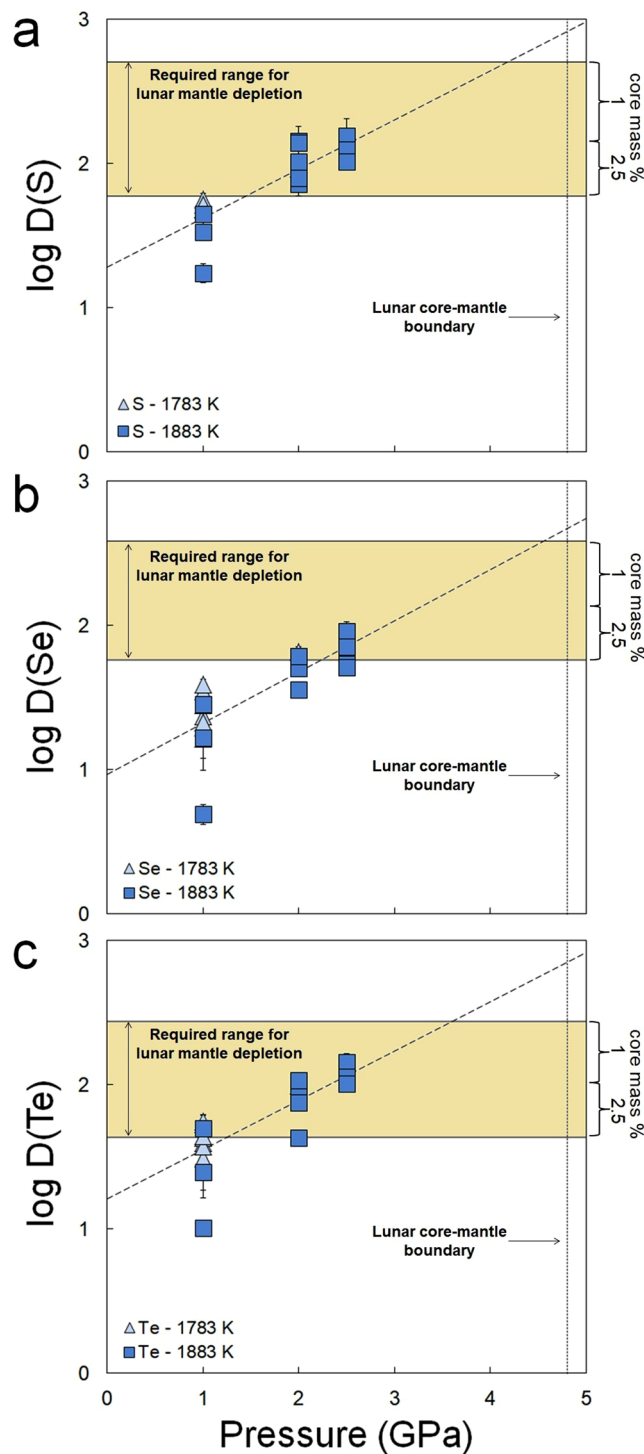 a
3
2
1
0
log D(S)
Required range for
lunar mantle depletion
1
2.5
core mass %
Lunar core-mantle
boundary
S - 1783 K
S - 1883 K
b
3
2
1
0
log D(Se)
Required range for
lunar mantle depletion
1
2.5
core mass %
Lunar core-mantle
boundary
Se - 1783 K
Se - 1883 K
c
3
2
1
0
log D(Te)
Required range for
lunar mantle depletion
1
2.5
core mass %
Lunar core-mantle
boundary
Te - 1783 K
Te - 1883 K
0 1 2 3 4 5
Pressure (GPa)